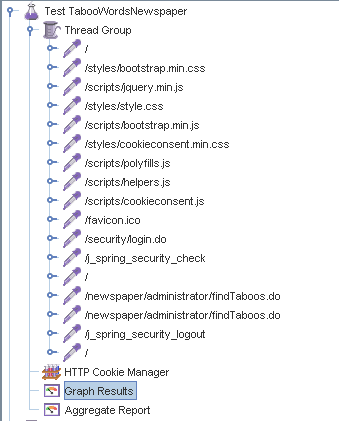 Test TabooWordsNewspaper
Thread Group
/
/styles/bootstrap.min.css
/scripts/jquery.min.js
/styles/style.css
/scripts/bootstrap.min.js
/styles/cookieconsent.min.css
/scripts/polyfills.js
/scripts/helpers.js
/scripts/cookieconsent.js
/favicon.ico
/security/login.do
/j_spring_security_check
/
/newspaper/administrator/findTaboos.do
/newspaper/administrator/findTaboos.do
/j_spring_security_logout
/
HTTP Cookie Manager
Graph Results
Aggregate Report